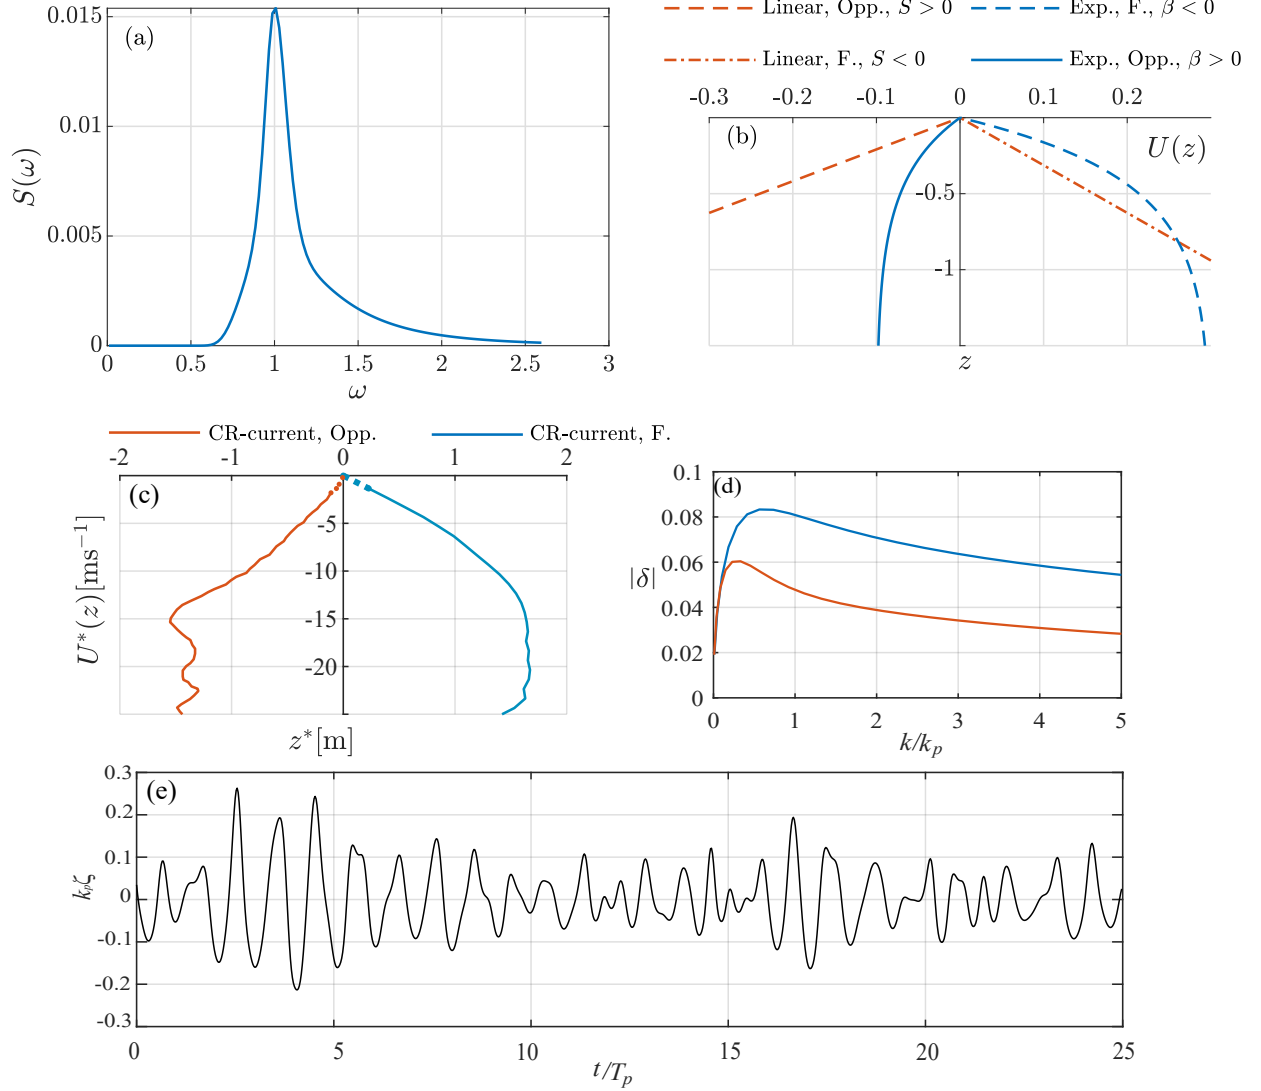 (a)
0.015
0.01
0.005
0
S(ω)
0 0.5 1 1.5 2 2.5 3
ω
Linear, Opp., S > 0
Exp., F., β < 0
Linear, F., S < 0
Exp., Opp., β > 0
-0.3 -0.2 -0.1 0 0.1 0.2
(b)
U(z)
-0.5
-1
z
CR-current, Opp.
CR-current, F.
-2 -1 0 1 2
(c)
-5
-10
-15
-20
U*(z)[ms⁻¹]
z*[m]
0.1
(d)
0.08
0.06
|δ|
0.04
0.02
0
0 1 2 3 4 5
k/kₚ
0.3
(e)
0.2
0.1
0
-0.1
-0.2
-0.3
kₚζ
0 5 10 15 20 25
t/Tₚ